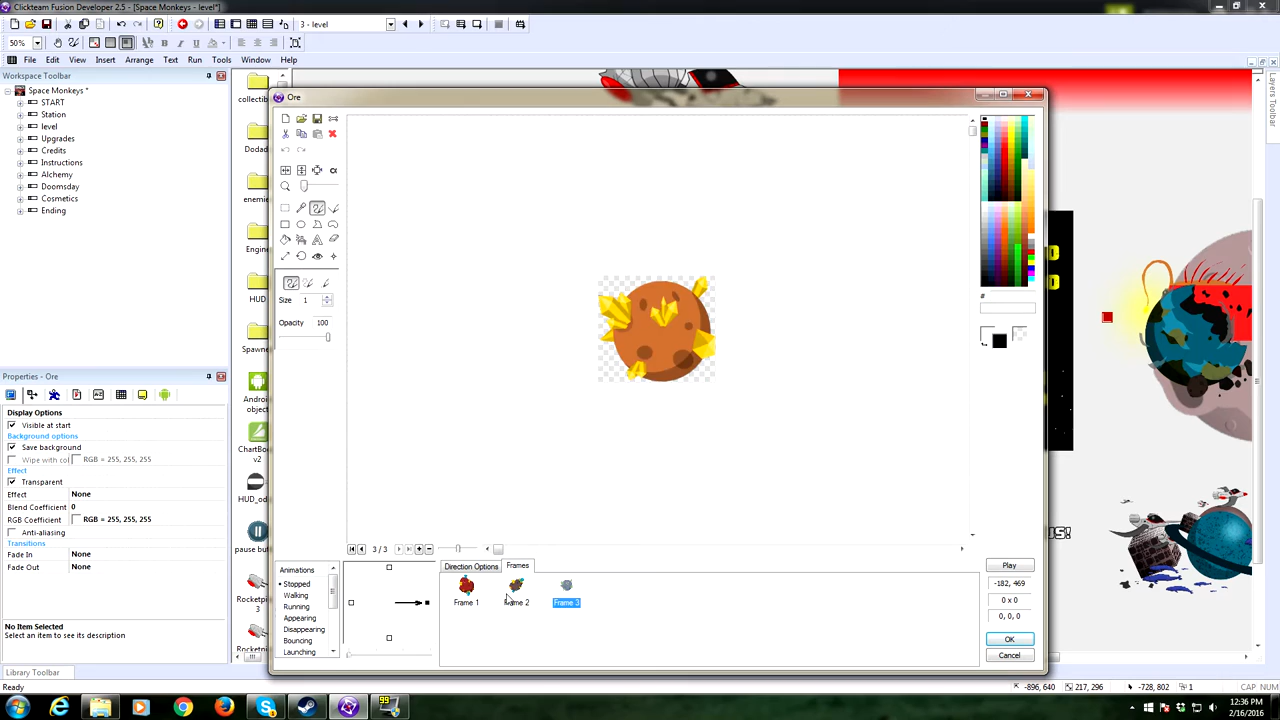 Clickteam Fusion Developer 2.5 - [Space Monkeys - level*]
3 - level
50%
File Edit View Insert Arrange Text Run Tools Window Help
Workspace Toolbar
Space Monkeys *
START
Station
level
Upgrades
Credits
Instructions
Alchemy
Doomsday
Cosmetics
Ending
Properties - Ore
Display Options
Visible at start
Background options
Save background
Wipe with col
RGB = 255, 255, 255
Effect
Transparent
Effect
None
Blend Coefficient
0
RGB Coefficient
RGB = 255, 255, 255
Anti-aliasing
Transitions
Fade In
None
Fade Out
None
No Item Selected
Select an item to see its description
Library Toolbar
Ready
collectib
Dodad
enemie
Engine
HUD
Spawn
Android
object
ChartBoo
v2
HUD_o
pause bu
Rocketpi
3
Rocketpi
Ore
Size 1
Opacity 100
#
3 / 3
Animations
Stopped
Walking
Running
Appearing
Disappearing
Bouncing
Launching
Direction Options
Frames
Frame 1
Frame 2
Frame 3
Play
-182, 469
0 x 0
0, 0, 0
OK
Cancel
Layers Toolbar
-896, 640
217, 296
-728, 802
1
CAP NUM
99
12:36 PM
2/16/2016